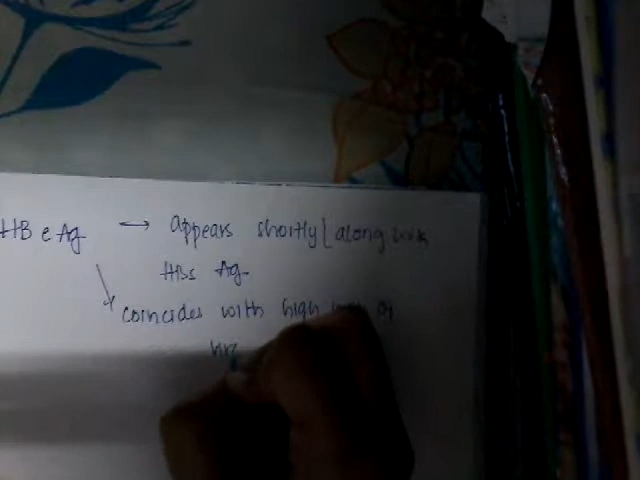 HBeAg → appears shortly [along with
HBs Ag.
coincides with high